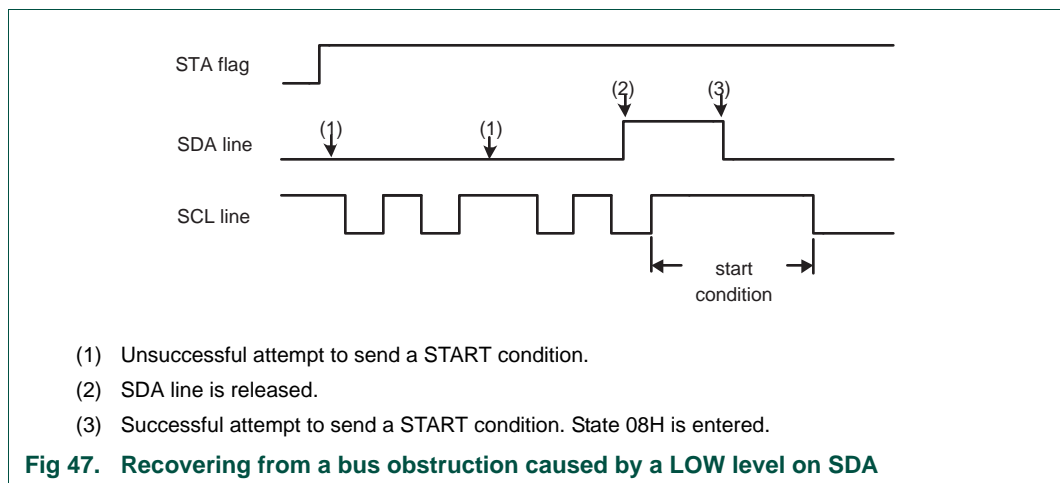 STA flag
(2) (3)
(1) (1)
SDA line
SCL line
start
condition
(1) Unsuccessful attempt to send a START condition.
(2) SDA line is released.
(3) Successful attempt to send a START condition. State 08H is entered.
Fig 47. Recovering from a bus obstruction caused by a LOW level on SDA